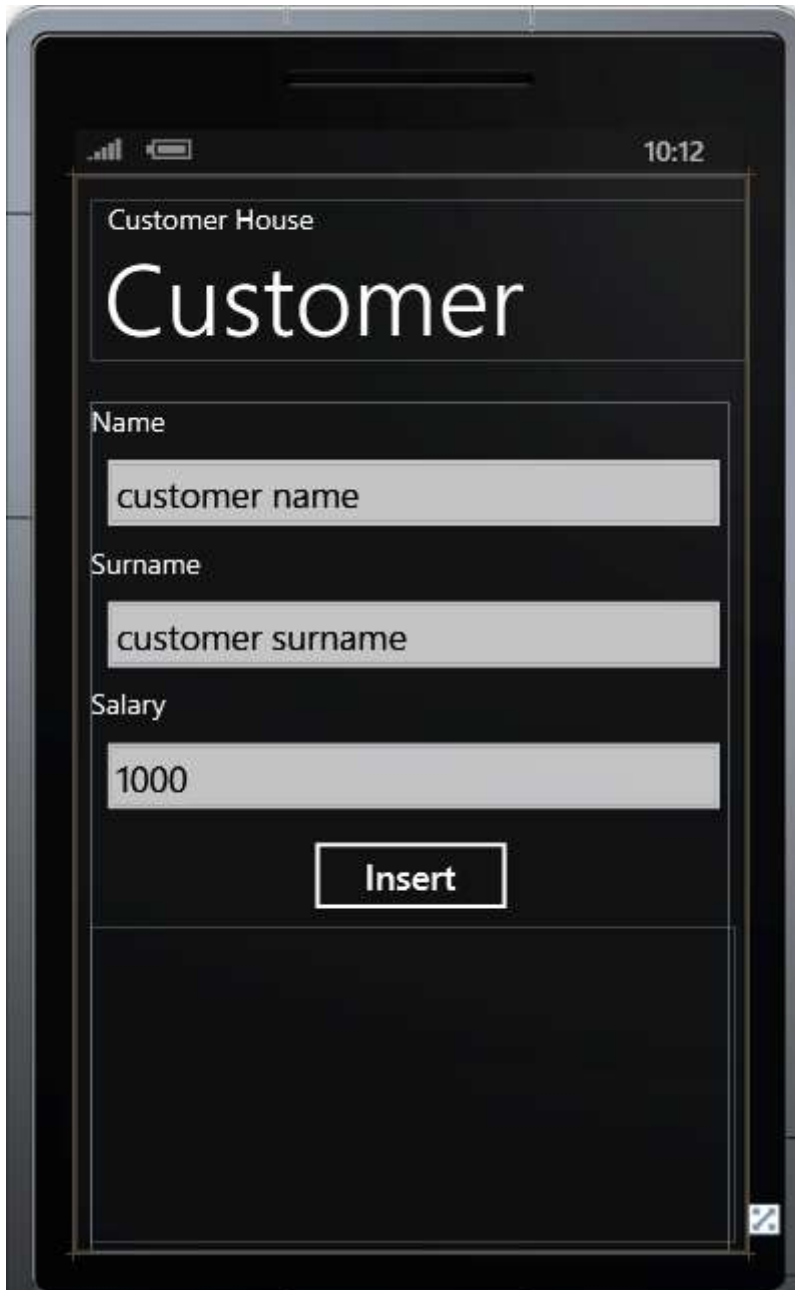 10:12
Customer House
Customer
Name
customer name
Surname
customer surname
Salary
1000
Insert